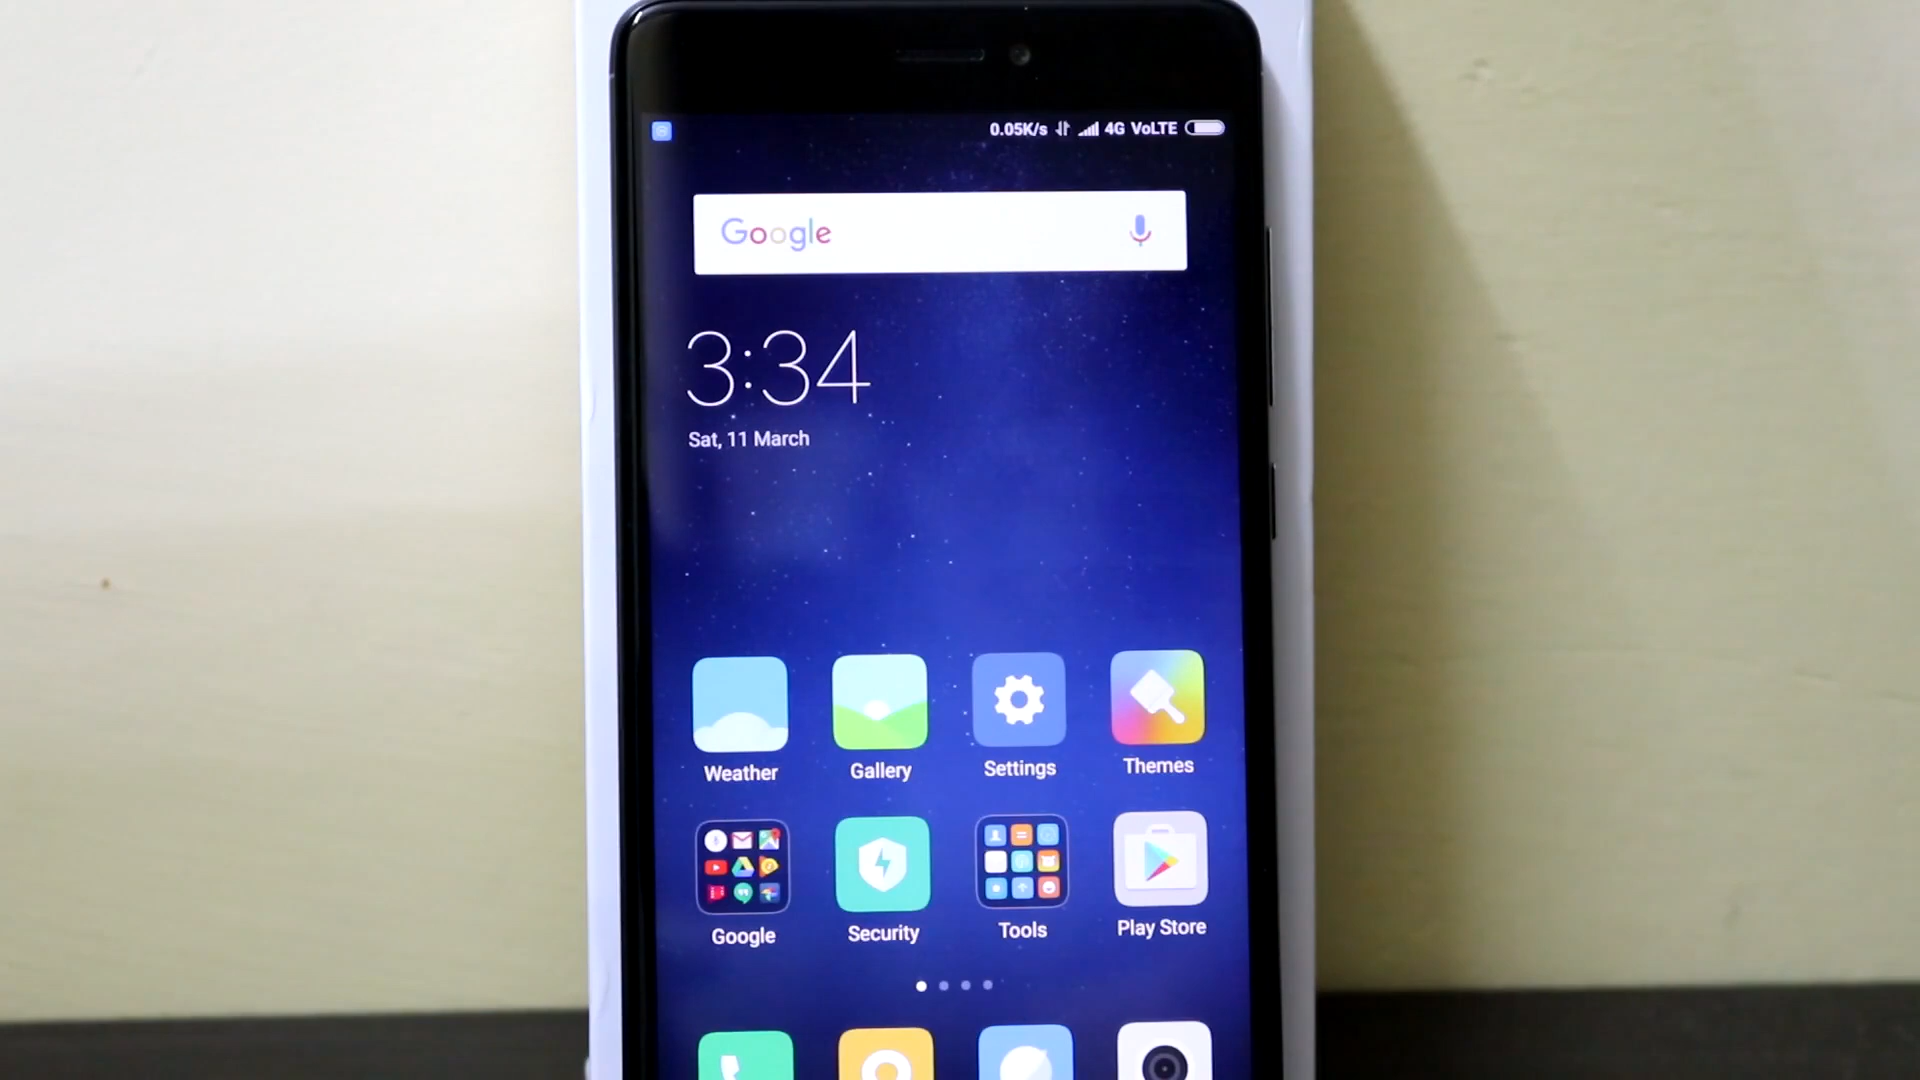 0.05K/s 4G VoLTE
Google
3:34
Sat, 11 March
Weather Gallery Settings Themes
Google Security Tools Play Store